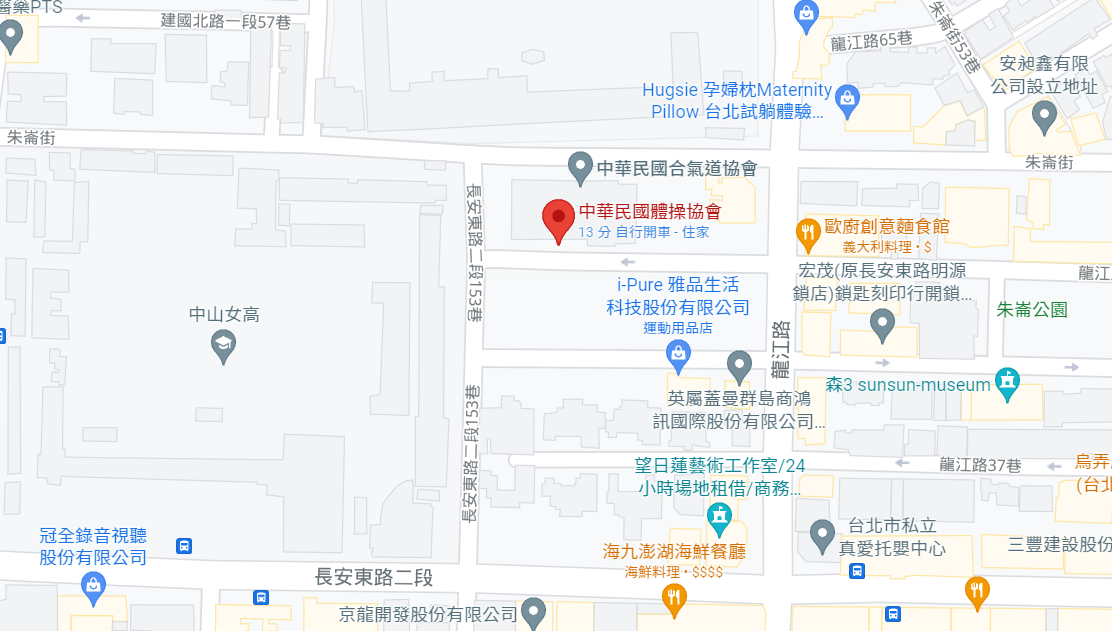 醫藥PTS
建國北路一段57巷
朱崙街53巷
龍江路65巷
安昶鑫有限
公司設立地址
Hugsie 孕婦枕Maternity
Pillow 台北試躺體驗...
朱崙街
朱崙街
中華民國合氣道協會
長安東路二段153巷
中華民國體操協會
13 分 自行開車 - 住家
歐廚創意麵食館
義大利料理 • $
宏茂(原長安東路明源
鎖店)鎖匙刻印行開鎖...
龍江
i-Pure 雅品生活
科技股份有限公司
運動用品店
朱崙公園
中山女高
龍江路
森3 sunsun-museum
英屬蓋曼群島商鴻
訊國際股份有限公司...
長安東路二段153巷
望日蓮藝術工作室/24
小時場地租借/商務...
龍江路37巷
烏弄
(台北
冠全錄音視聽
股份有限公司
台北市私立
真愛托嬰中心
三豐建設股份
海九澎湖海鮮餐廳
海鮮料理 • $$$$
長安東路二段
京龍開發股份有限公司